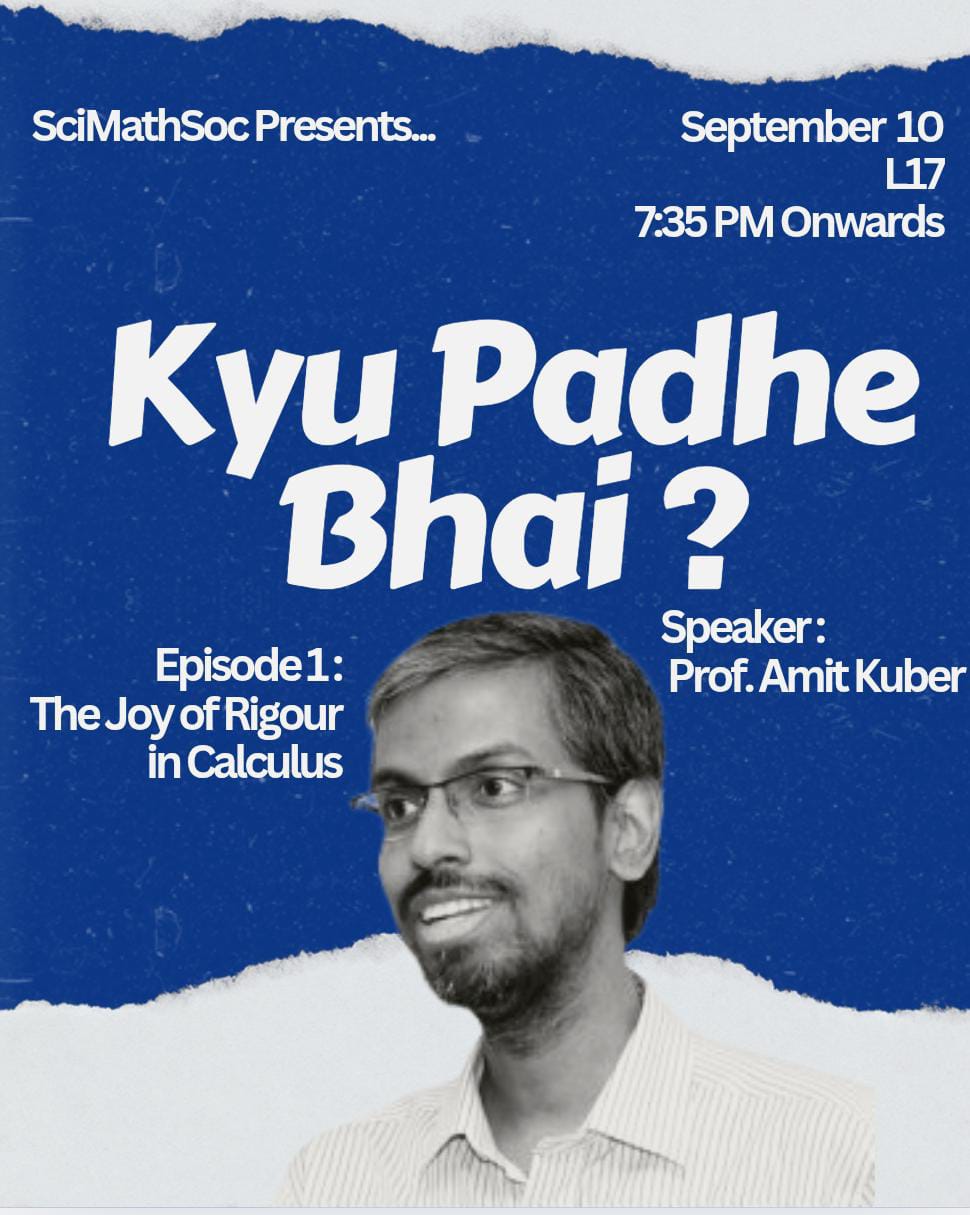 SciMathSoc Presents...
September 10
L17
7:35 PM Onwards
Kyu Padhe
Bhai ?
Episode 1 :
The Joy of Rigour
in Calculus
Speaker :
Prof. Amit Kuber